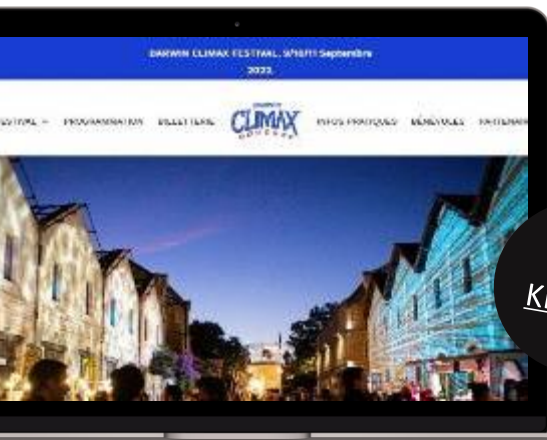 DARWIN CLIMAX FESTIVAL, 9/10/11 Septembre
2022
PROGRAMMATION BILLETTERIE CLIMAX INFOS PRATIQUES BÉNÉVOLES